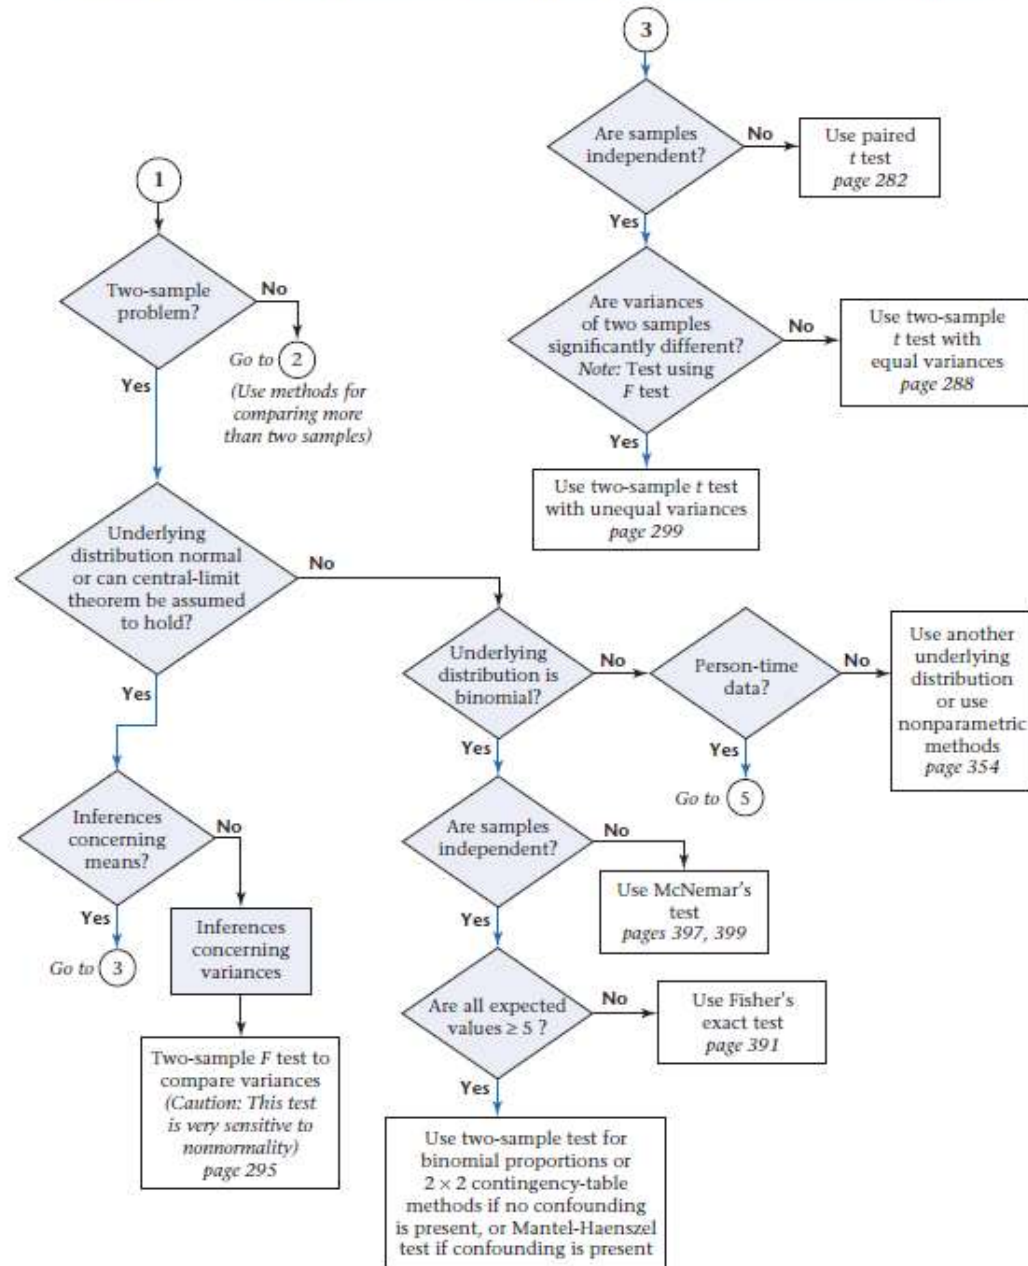 1
Two-sample
problem?
No
Go to 2
(Use methods for
comparing more
than two samples)
Yes
Underlying
distribution normal
or can central-limit
theorem be assumed
to hold?
No
Yes
Inferences
concerning
means?
No
Yes
Go to 3
Inferences
concerning
variances
Two-sample F test to
compare variances
(Caution: This test
is very sensitive to
nonnormality)
page 295
Underlying
distribution is
binomial?
No
Person-time
data?
No
Use another
underlying
distribution
or use
nonparametric
methods
page 354
Yes
Go to 5
Yes
Are samples
independent?
No
Use McNemar's
test
pages 397, 399
Yes
Are all expected
values ≥ 5 ?
No
Use Fisher's
exact test
page 391
Yes
Use two-sample test for
binomial proportions or
2 × 2 contingency-table
methods if no confounding
is present, or Mantel-Haenszel
test if confounding is present
3
Are samples
independent?
No
Use paired
t test
page 282
Yes
Are variances
of two samples
significantly different?
Note: Test using
F test
No
Use two-sample
t test with
equal variances
page 288
Yes
Use two-sample t test
with unequal variances
page 299